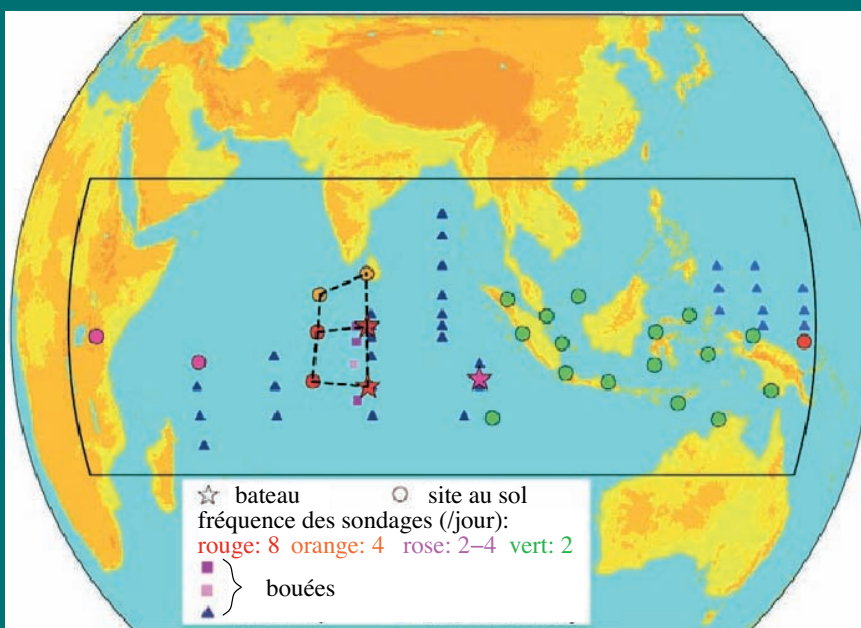 bateau site au sol
fréquence des sondages (/jour):
rouge: 8 orange: 4 rose: 2–4 vert: 2
bouées